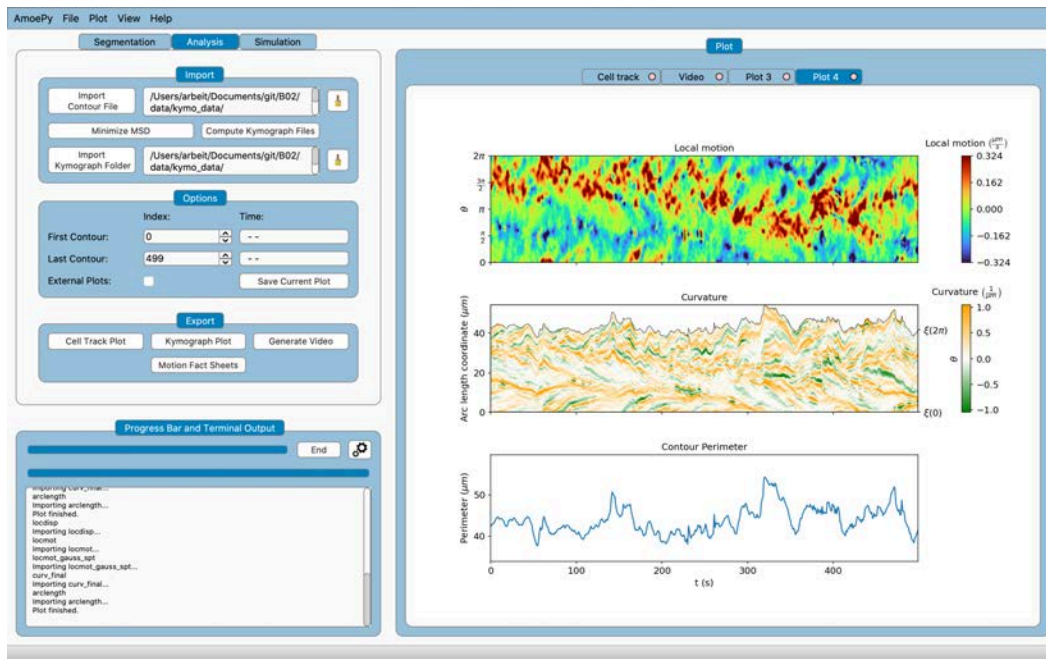 AmoePy File Plot View Help
Segmentation Analysis Simulation
Import
Import
Contour File
/Users/arbeit/Documents/git/B02/
data/kymo_data/
Minimize MSD Compute Kymograph Files
Import
Kymograph Folder
/Users/arbeit/Documents/git/B02/
data/kymo_data/
Options
Index: Time:
First Contour: 0 - -
Last Contour: 499 - -
External Plots: Save Current Plot
Export
Cell Track Plot Kymograph Plot Generate Video
Motion Fact Sheets
Progress Bar and Terminal Output
End
Importing curv_final...
arclength
Importing arclength...
Plot finished.
locdisp
Importing locdisp...
locmot
Importing locmot...
locmot_gauss_spt
Importing locmot_gauss_spt...
curv_final
Importing curv_final...
arclength
Importing arclength...
Plot finished.
Plot
Cell track Video Plot 3 Plot 4
Local motion
Local motion (μm/s)
2π
3π/2
π
π/2
0
θ
0.324
0.162
0.000
−0.162
−0.324
Curvature
Curvature (1/μm)
Arc length coordinate (μm)
40
20
0
ξ(2π)
θ
ξ(0)
1.0
0.5
0.0
−0.5
−1.0
Contour Perimeter
Perimeter (μm)
50
40
0 100 200 300 400
t (s)